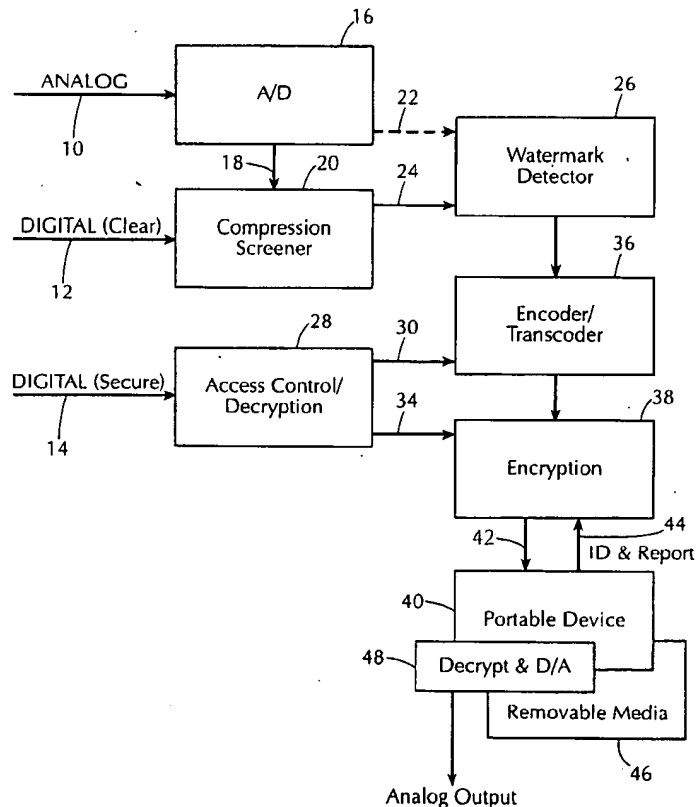 16
ANALOG
A/D
10
22
26
18
20
24
Watermark
Detector
DIGITAL (Clear)
Compression
Screener
12
36
28
30
Encoder/
Transcoder
DIGITAL (Secure)
Access Control/
Decryption
34
38
14
Encryption
42
44
ID & Report
40
Portable Device
48
Decrypt & D/A
Removable Media
46
Analog Output